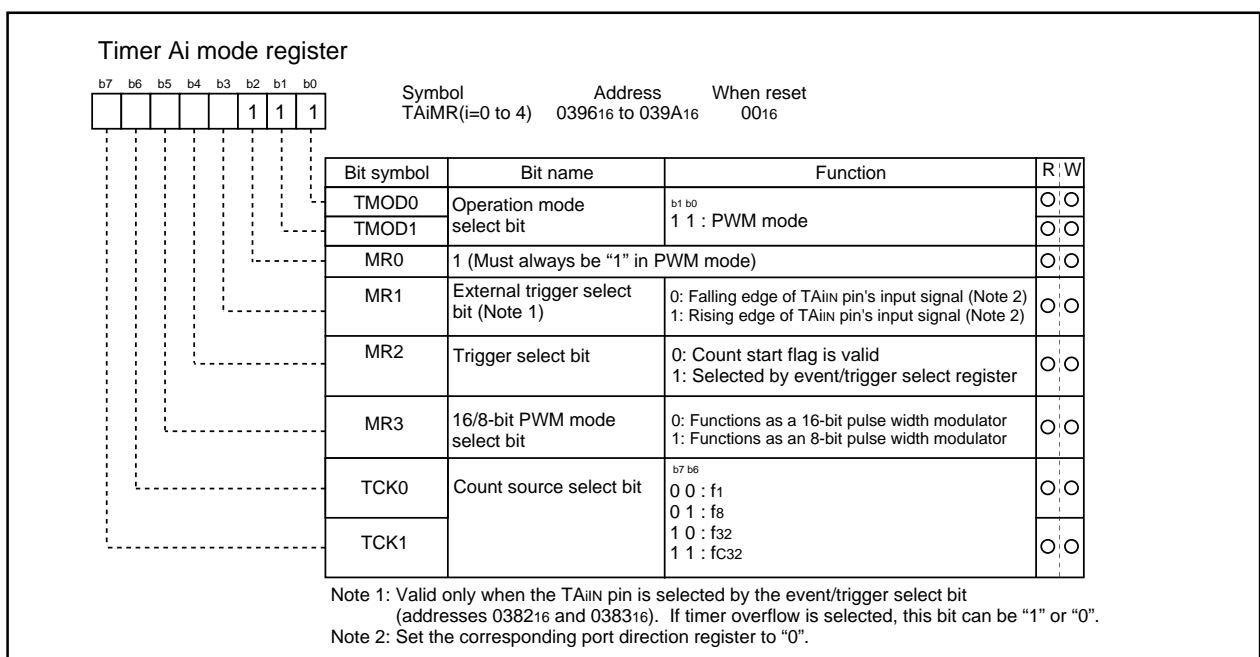 Timer Ai mode register
b7 b6 b5 b4 b3 b2 b1 b0
1 1 1
Symbol Address When reset
TAiMR(i=0 to 4) 039616 to 039A16 0016
Bit symbol Bit name Function R W
TMOD0 Operation mode select bit b1 b0
TMOD1 1 1 : PWM mode
MR0 1 (Must always be “1” in PWM mode)
MR1 External trigger select bit (Note 1) 0: Falling edge of TAiIN pin's input signal (Note 2)
1: Rising edge of TAiIN pin's input signal (Note 2)
MR2 Trigger select bit 0: Count start flag is valid
1: Selected by event/trigger select register
MR3 16/8-bit PWM mode select bit 0: Functions as a 16-bit pulse width modulator
1: Functions as an 8-bit pulse width modulator
b7 b6
TCK0 Count source select bit 0 0 : f1
0 1 : f8
TCK1 1 0 : f32
1 1 : fC32
Note 1: Valid only when the TAiIN pin is selected by the event/trigger select bit
(addresses 038216 and 038316). If timer overflow is selected, this bit can be “1” or “0”.
Note 2: Set the corresponding port direction register to “0”.